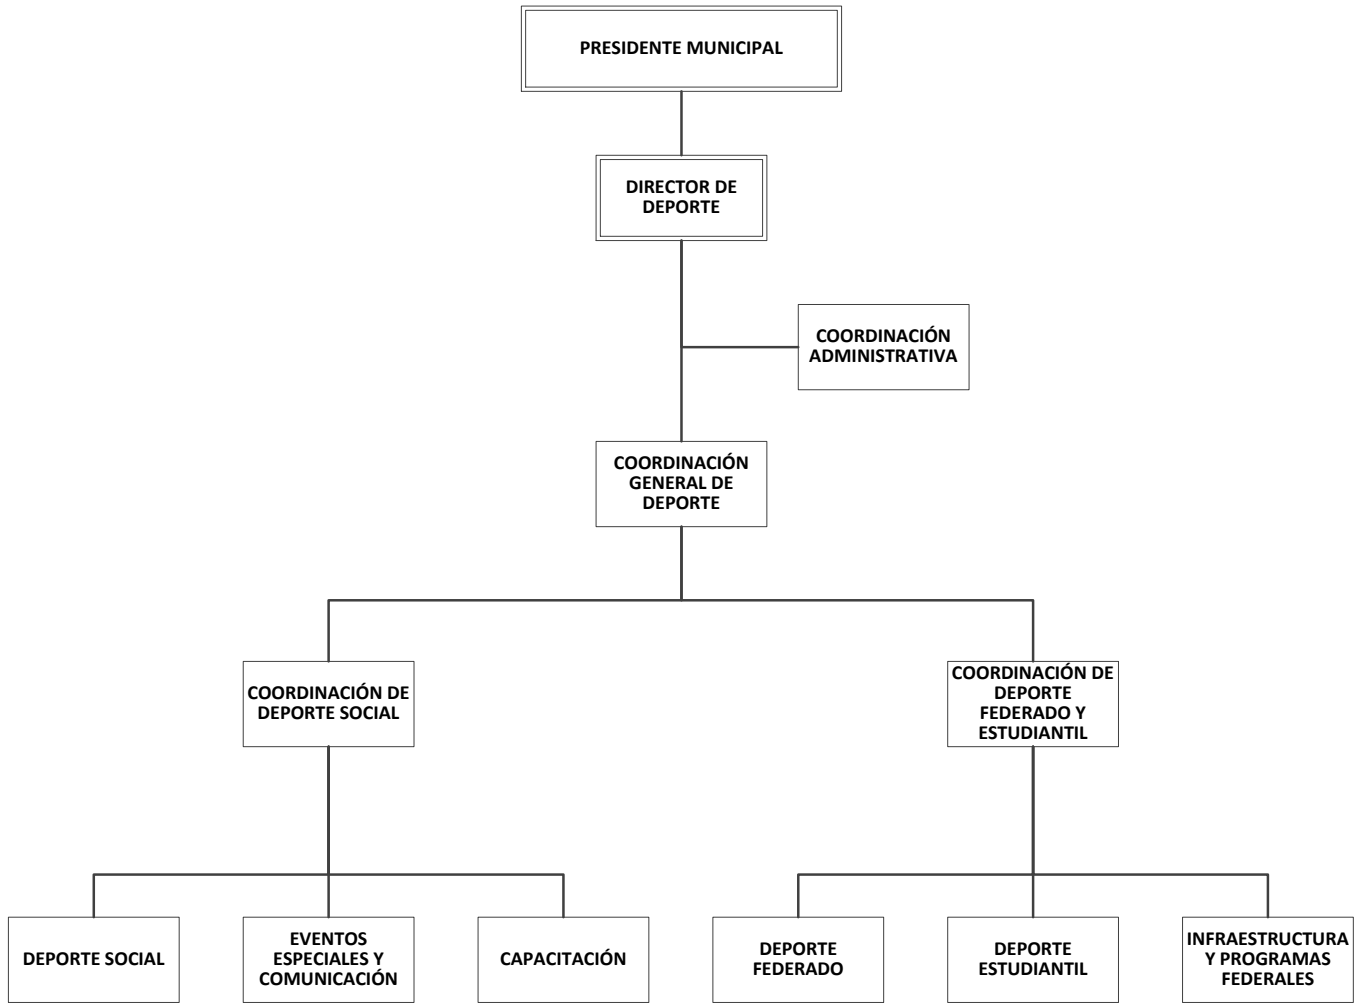 PRESIDENTE MUNICIPAL
DIRECTOR DE
DEPORTE
COORDINACIÓN
ADMINISTRATIVA
COORDINACIÓN
GENERAL DE
DEPORTE
COORDINACIÓN DE
DEPORTE SOCIAL
COORDINACIÓN DE
DEPORTE
FEDERADO Y
ESTUDIANTIL
DEPORTE SOCIAL
EVENTOS
ESPECIALES Y
COMUNICACIÓN
CAPACITACIÓN
DEPORTE
FEDERADO
DEPORTE
ESTUDIANTIL
INFRAESTRUCTURA
Y PROGRAMAS
FEDERALES